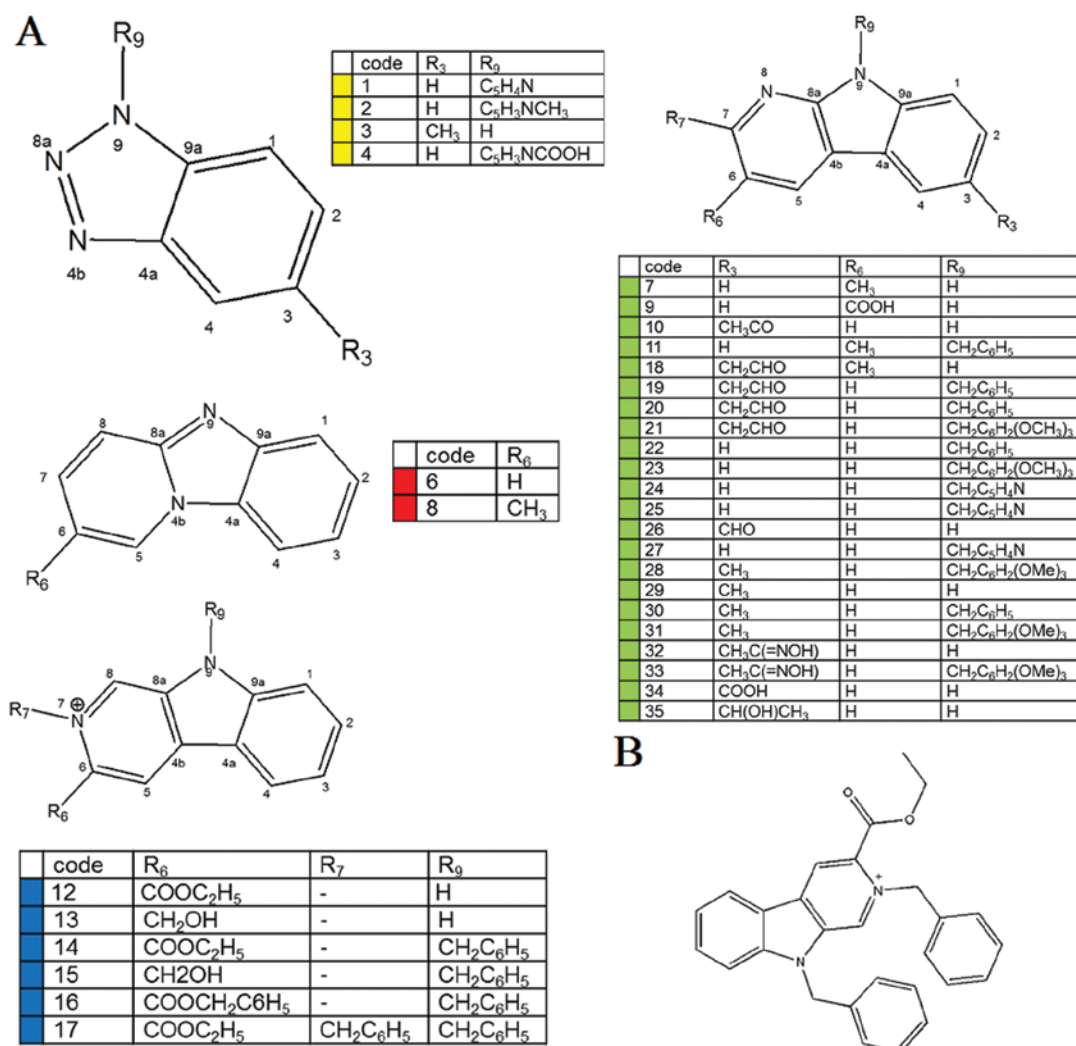 A
R9
N
9
8a
N
N
4b
9a
1
2
3
4
4a
R3
code R3 R9
1 H C5H4N
2 H C5H3NCH3
3 CH3 H
4 H C5H3NCOOH
R9
8
N
N
9
8a
9a
1
R7
7
2
6
4b
4a
R6
5
4
3
R3
code R3 R6 R9
7 H CH3 H
9 H COOH H
10 CH3CO H H
11 H CH3 CH2C6H5
18 CH2CHO CH3 H
19 CH2CHO H CH2C6H5
20 CH2CHO H CH2C6H5
21 CH2CHO H CH2C6H2(OCH3)3
22 H H CH2C6H5
23 H H CH2C6H2(OCH3)3
24 H H CH2C5H4N
25 H H CH2C5H4N
26 CHO H H
27 H H CH2C5H4N
28 CH3 H CH2C6H2(OMe)3
29 CH3 H H
30 CH3 H CH2C6H5
31 CH3 H CH2C6H2(OMe)3
32 CH3C(=NOH) H H
33 CH3C(=NOH) H CH2C6H2(OMe)3
34 COOH H H
35 CH(OH)CH3 H H
8
8a
N
9
9a
1
7
2
6
N
4b
4a
5
4
3
R6
code R6
6 H
8 CH3
R9
8
8a
N
9
9a
1
R7
7
⊕
N
2
6
4b
4a
5
4
3
R6
code R6 R7 R9
12 COOC2H5 - H
13 CH2OH - H
14 COOC2H5 - CH2C6H5
15 CH2OH - CH2C6H5
16 COOCH2C6H5 - CH2C6H5
17 COOC2H5 CH2C6H5 CH2C6H5
B
O
O
N+
N